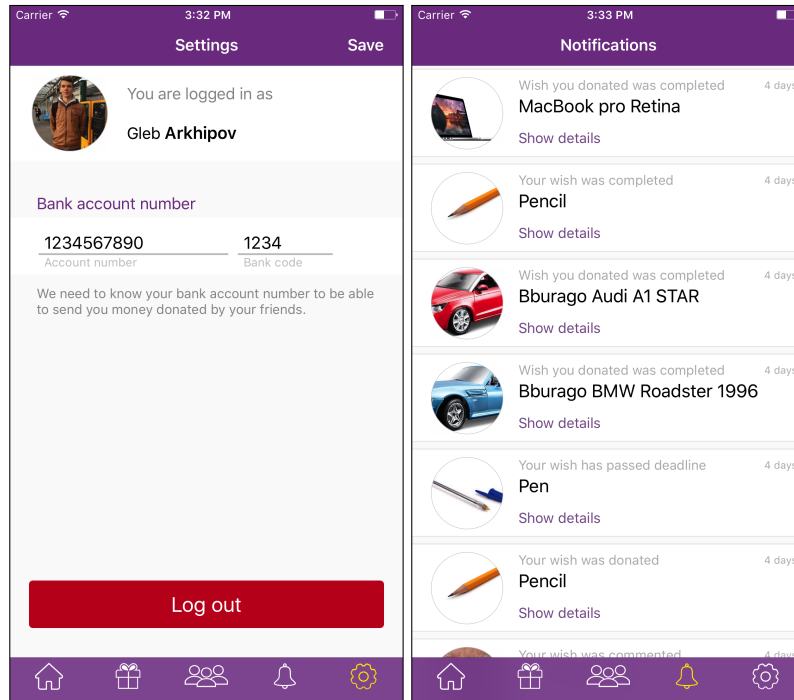 Carrier 3:32 PM
Settings Save
You are logged in as
Gleb Arkhipov
Bank account number
1234567890 1234
Account number Bank code
We need to know your bank account number to be able
to send you money donated by your friends.
Log out
Carrier 3:33 PM
Notifications
Wish you donated was completed 4 days
MacBook pro Retina
Show details
Your wish was completed 4 days
Pencil
Show details
Wish you donated was completed 4 days
Bburago Audi A1 STAR
Show details
Wish you donated was completed 4 days
Bburago BMW Roadster 1996
Show details
Your wish has passed deadline 4 days
Pen
Show details
Your wish was donated 4 days
Pencil
Show details
Your wish was commented 4 days